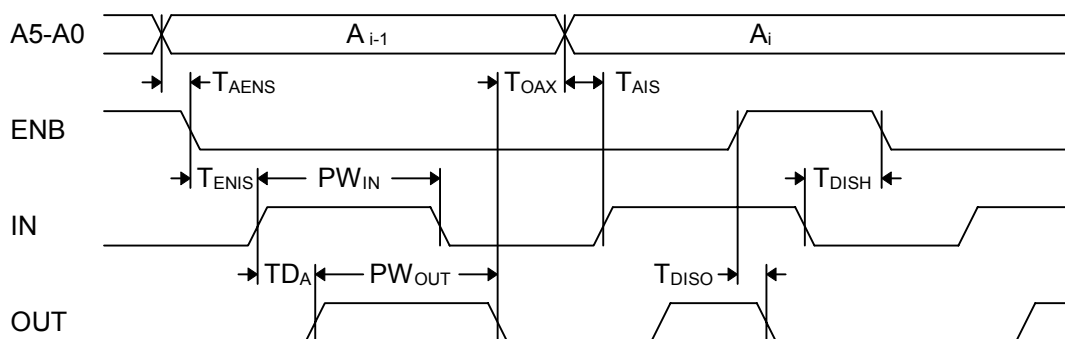 A5-A0 A i-1 Ai
TAENS TOAX TAIS
ENB
TENIS PWIN TDISH
IN
TDA PWOUT TDISO
OUT